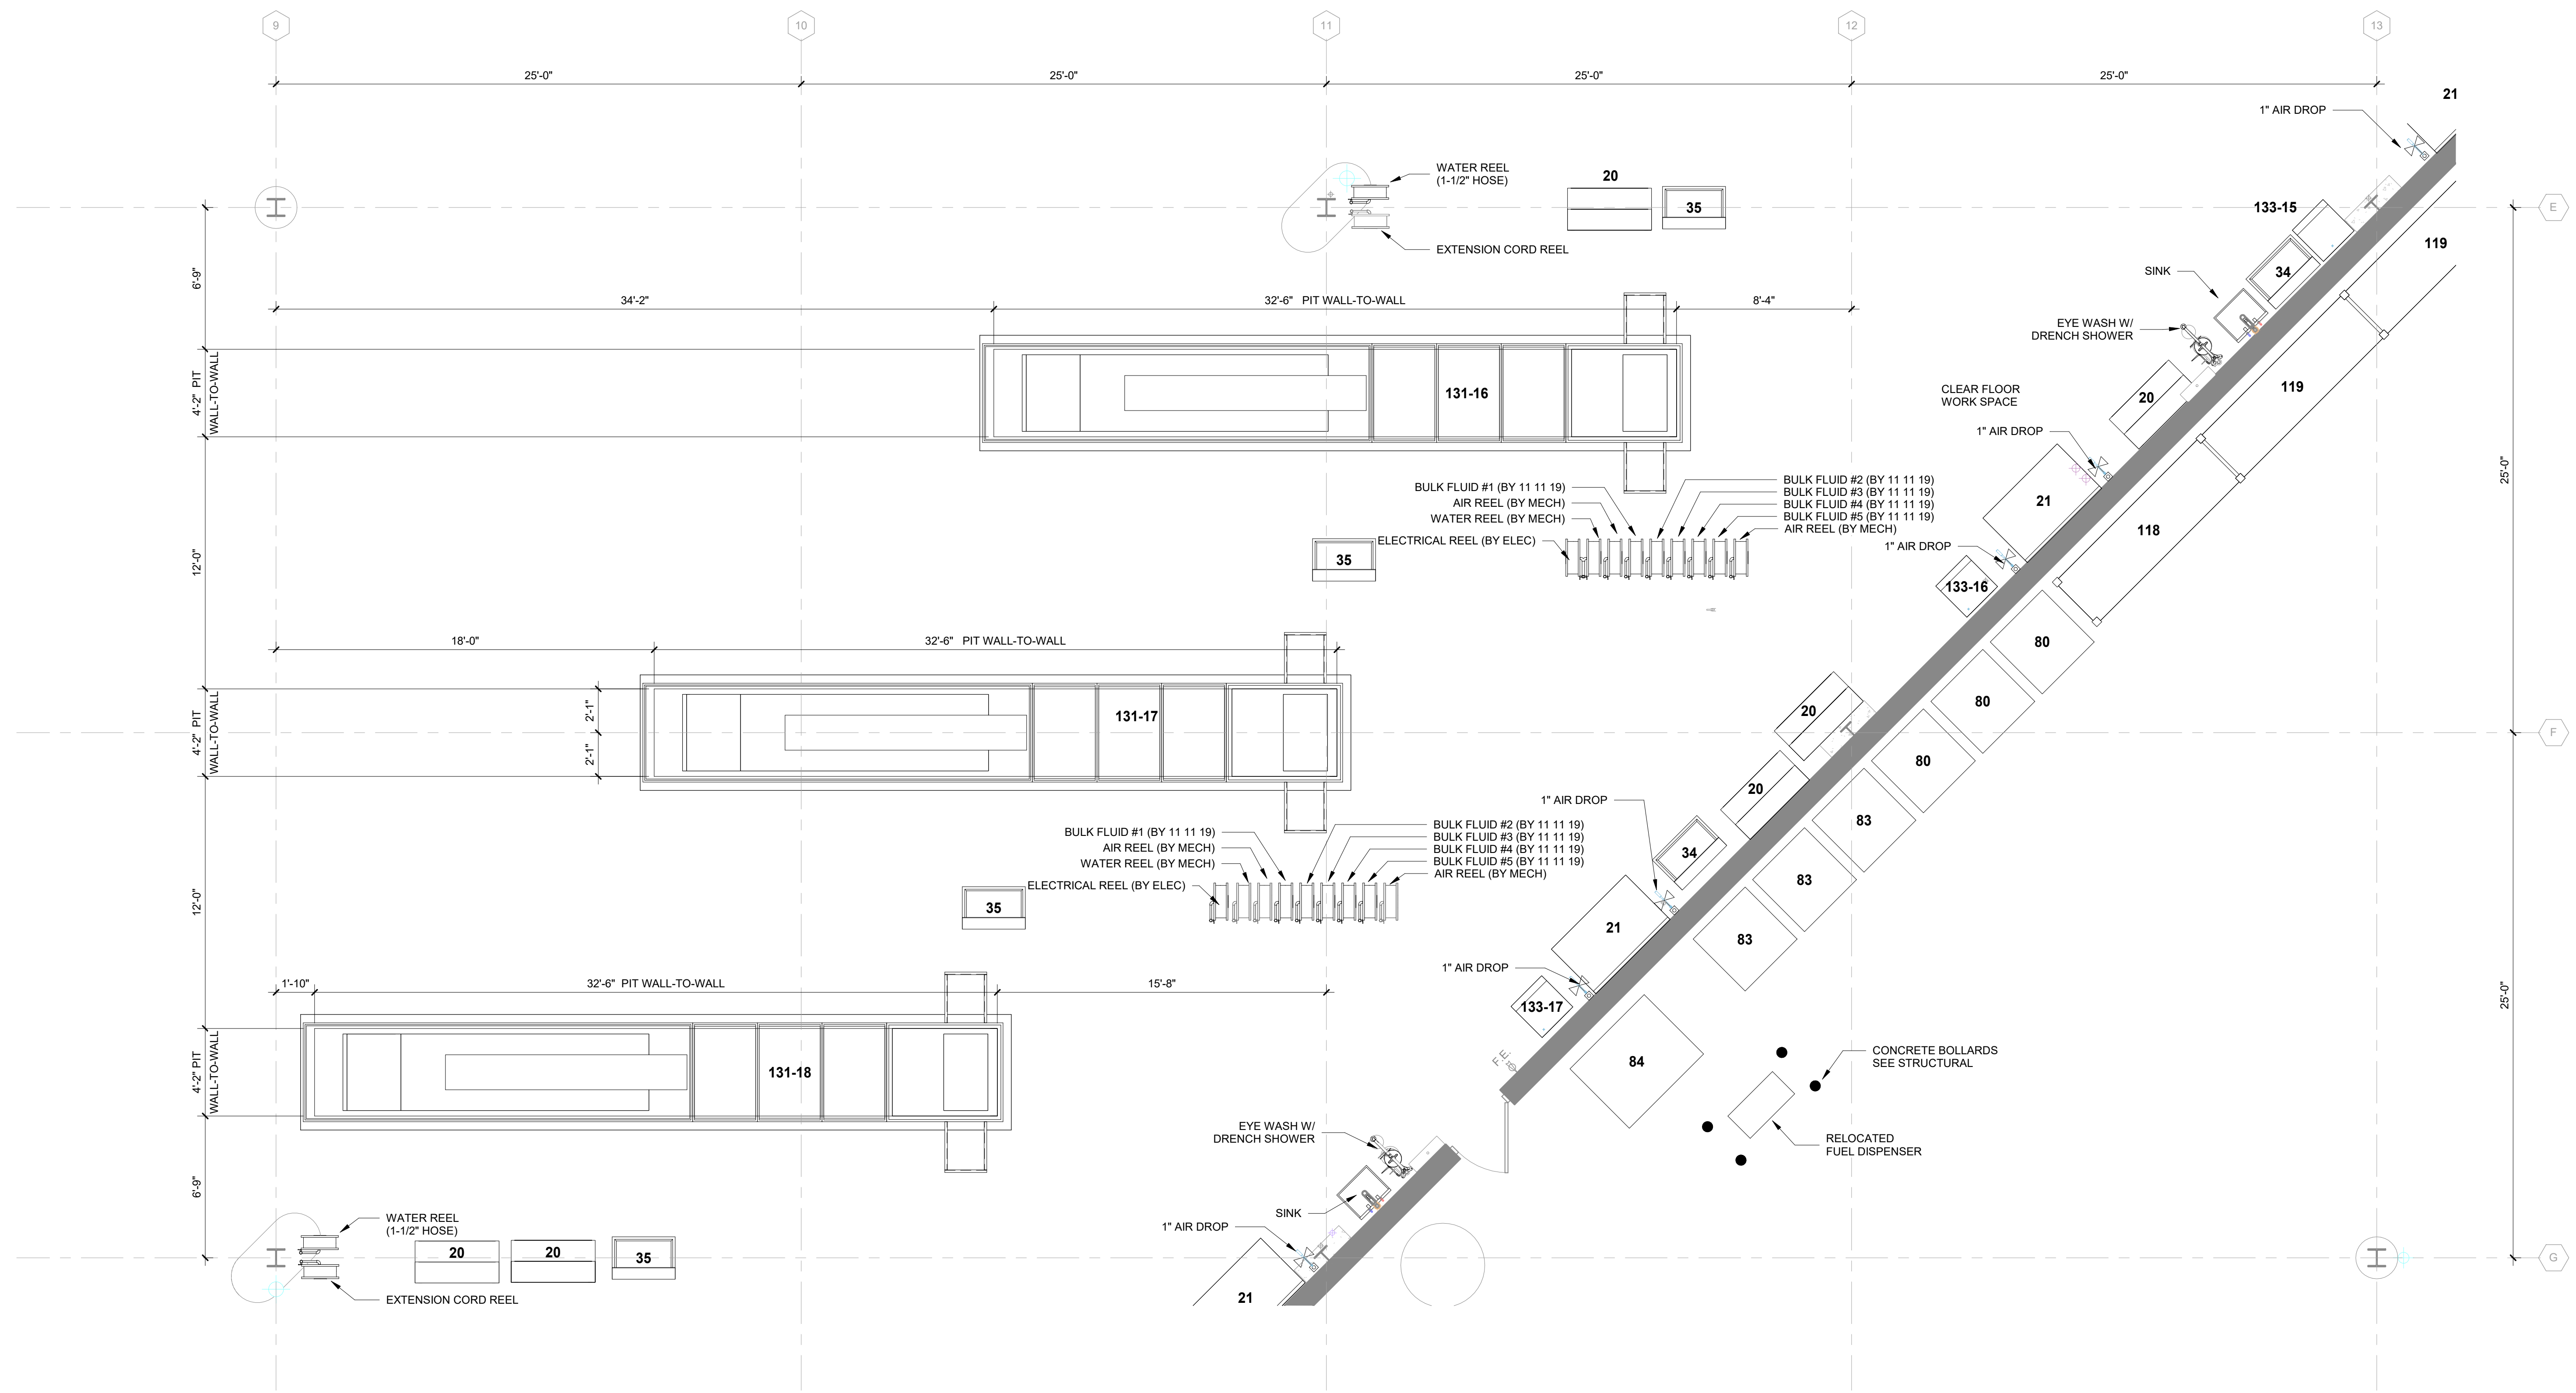 9
10
11
12
13
25'-0"
25'-0"
25'-0"
25'-0"
21
1" AIR DROP
WATER REEL
(1-1/2" HOSE)
20
35
E
133-15
EXTENSION CORD REEL
119
34
SINK
6'-9"
34'-2"
32'-6"   PIT WALL-TO-WALL
8'-4"
EYE WASH W/
DRENCH SHOWER
4'-2" PIT
WALL-TO-WALL
131-16
119
CLEAR FLOOR
WORK SPACE
20
1" AIR DROP
25'-0"
BULK FLUID #1 (BY 11 11 19)
AIR REEL (BY MECH)
WATER REEL (BY MECH)
ELECTRICAL REEL (BY ELEC)
BULK FLUID #2 (BY 11 11 19)
BULK FLUID #3 (BY 11 11 19)
BULK FLUID #4 (BY 11 11 19)
BULK FLUID #5 (BY 11 11 19)
AIR REEL (BY MECH)
21
118
1" AIR DROP
133-16
35
12'-0"
80
18'-0"
32'-6"   PIT WALL-TO-WALL
80
20
2'-1"
2'-1"
131-17
4'-2" PIT
WALL-TO-WALL
F
80
20
1" AIR DROP
83
BULK FLUID #1 (BY 11 11 19)
AIR REEL (BY MECH)
WATER REEL (BY MECH)
ELECTRICAL REEL (BY ELEC)
BULK FLUID #2 (BY 11 11 19)
BULK FLUID #3 (BY 11 11 19)
BULK FLUID #4 (BY 11 11 19)
BULK FLUID #5 (BY 11 11 19)
AIR REEL (BY MECH)
34
83
12'-0"
35
21
83
1" AIR DROP
1'-10"
32'-6"  PIT WALL-TO-WALL
15'-8"
25'-0"
133-17
F.E.
84
CONCRETE BOLLARDS
SEE STRUCTURAL
4'-2" PIT
WALL-TO-WALL
131-18
EYE WASH W/
DRENCH SHOWER
RELOCATED
FUEL DISPENSER
6'-9"
SINK
1" AIR DROP
WATER REEL
(1-1/2" HOSE)
20
20
35
G
EXTENSION CORD REEL
21